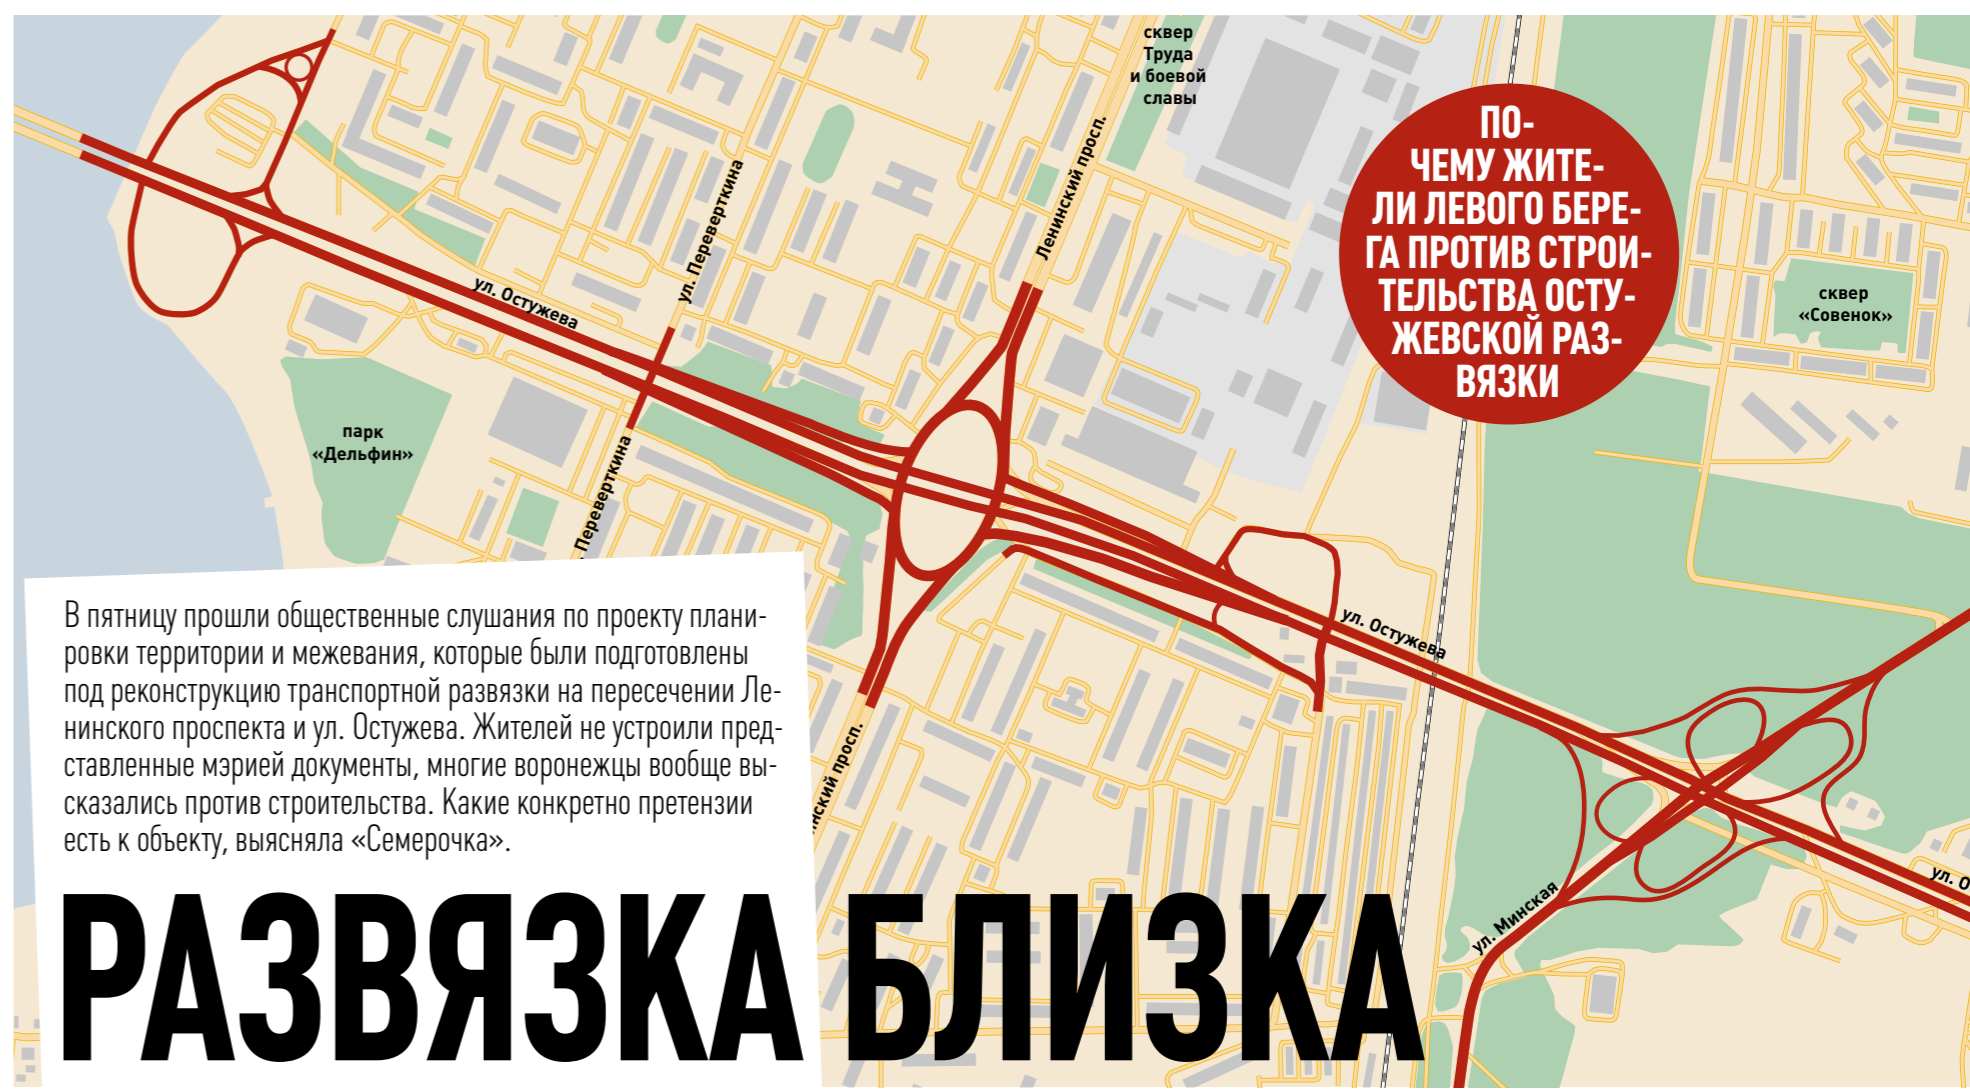 сквер
Труда
и боевой
славы
ПО-
ЧЕМУ ЖИТЕ-
ЛИ ЛЕВОГО БЕРЕ-
ГА ПРОТИВ СТРОИ-
ТЕЛЬСТВА ОСТУ-
ЖЕВСКОЙ РАЗ-
ВЯЗКИ
Ленинский просп.
ул. Переверткина
ул. Остужева
сквер
«Совенок»
парк
«Дельфин»
. Переверткина
ул. Остужева
В пятницу прошли общественные слушания по проекту плани-
ровки территории и межевания, которые были подготовлены
под реконструкцию транспортной развязки на пересечении Ле-
нинского проспекта и ул. Остужева. Жителей не устроили пред-
ставленные мэрией документы, многие воронежцы вообще вы-
сказались против строительства. Какие конкретно претензии
есть к объекту, выясняла «Семерочка».
нский просп.
ул. Минская
ул. О
РАЗВЯЗКА БЛИЗКА